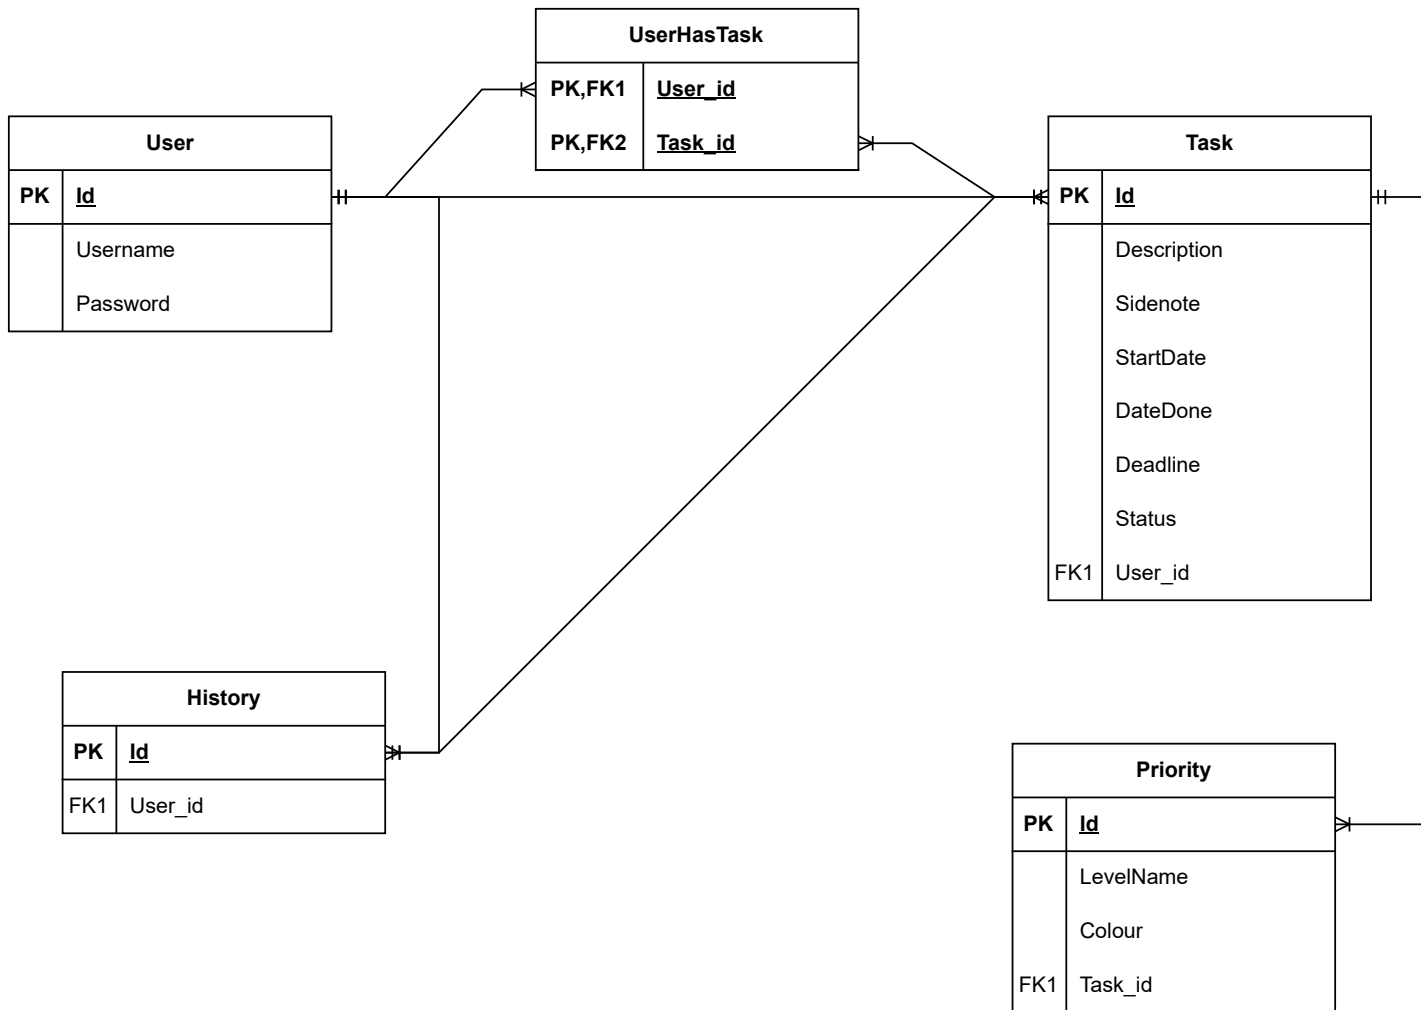 UserHasTask
PK,FK1 User_id
PK,FK2 Task_id
User
PK Id
Username
Password
Task
PK Id
Description
Sidenote
StartDate
DateDone
Deadline
Status
FK1 User_id
History
PK Id
FK1 User_id
Priority
PK Id
LevelName
Colour
FK1 Task_id